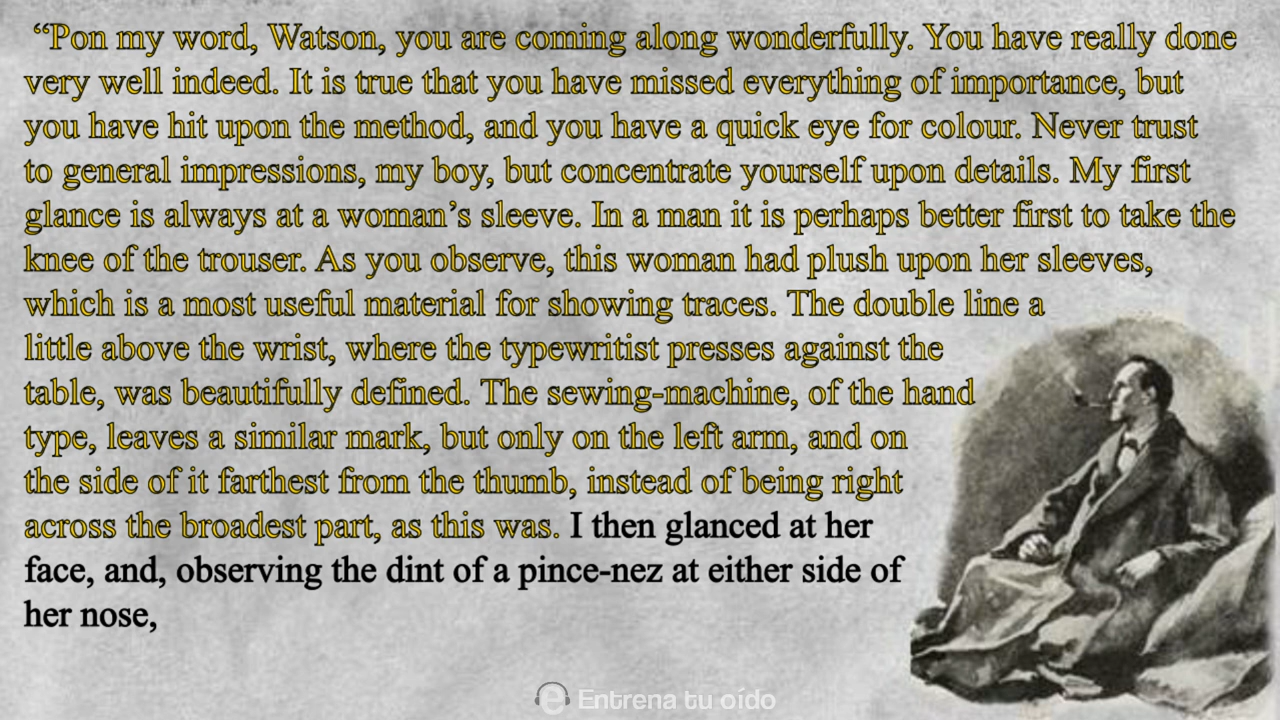 “Pon my word, Watson, you are coming along wonderfully. You have really done
very well indeed. It is true that you have missed everything of importance, but
you have hit upon the method, and you have a quick eye for colour. Never trust
to general impressions, my boy, but concentrate yourself upon details. My first
glance is always at a woman’s sleeve. In a man it is perhaps better first to take the
knee of the trouser. As you observe, this woman had plush upon her sleeves,
which is a most useful material for showing traces. The double line a
little above the wrist, where the typewritist presses against the
table, was beautifully defined. The sewing-machine, of the hand
type, leaves a similar mark, but only on the left arm, and on
the side of it farthest from the thumb, instead of being right
across the broadest part, as this was. I then glanced at her
face, and, observing the dint of a pince-nez at either side of
her nose,
Entrena tu oído